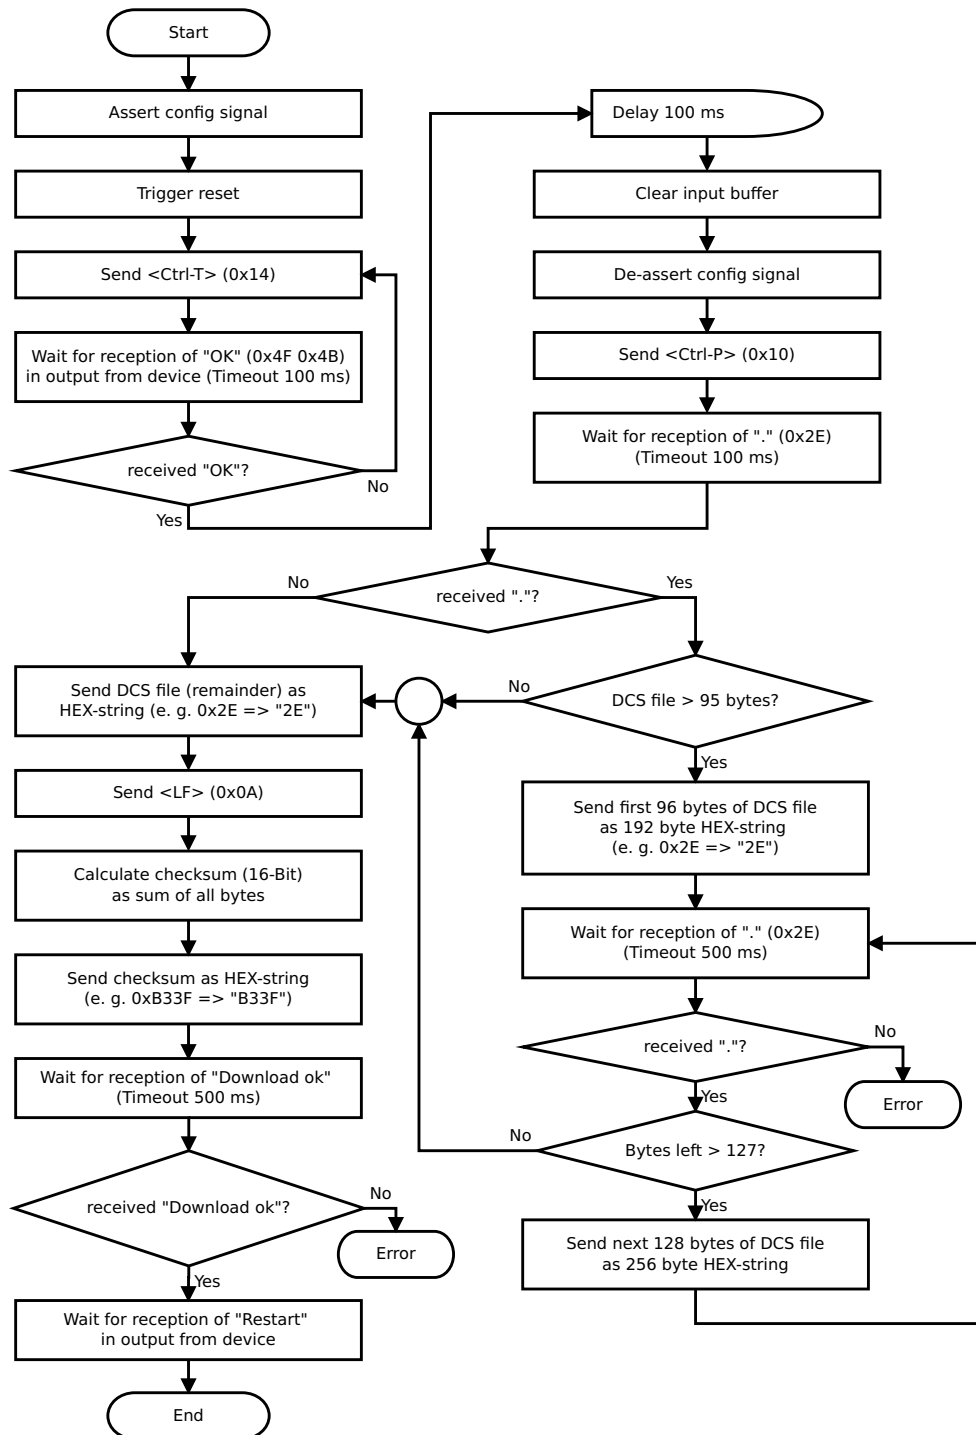 Start
Assert config signal
Trigger reset
Send <Ctrl-T> (0x14)
Wait for reception of "OK" (0x4F 0x4B)
in output from device (Timeout 100 ms)
received "OK"?
No
Yes
Delay 100 ms
Clear input buffer
De-assert config signal
Send <Ctrl-P> (0x10)
Wait for reception of "." (0x2E)
(Timeout 100 ms)
received "."?
No
Yes
Send DCS file (remainder) as
HEX-string (e. g. 0x2E => "2E")
Send <LF> (0x0A)
Calculate checksum (16-Bit)
as sum of all bytes
Send checksum as HEX-string
(e. g. 0xB33F => "B33F")
Wait for reception of "Download ok"
(Timeout 500 ms)
received "Download ok"?
No
Error
Yes
Wait for reception of "Restart"
in output from device
End
DCS file > 95 bytes?
No
Yes
Send first 96 bytes of DCS file
as 192 byte HEX-string
(e. g. 0x2E => "2E")
Wait for reception of "." (0x2E)
(Timeout 500 ms)
received "."?
No
Error
Yes
Bytes left > 127?
No
Yes
Send next 128 bytes of DCS file
as 256 byte HEX-string